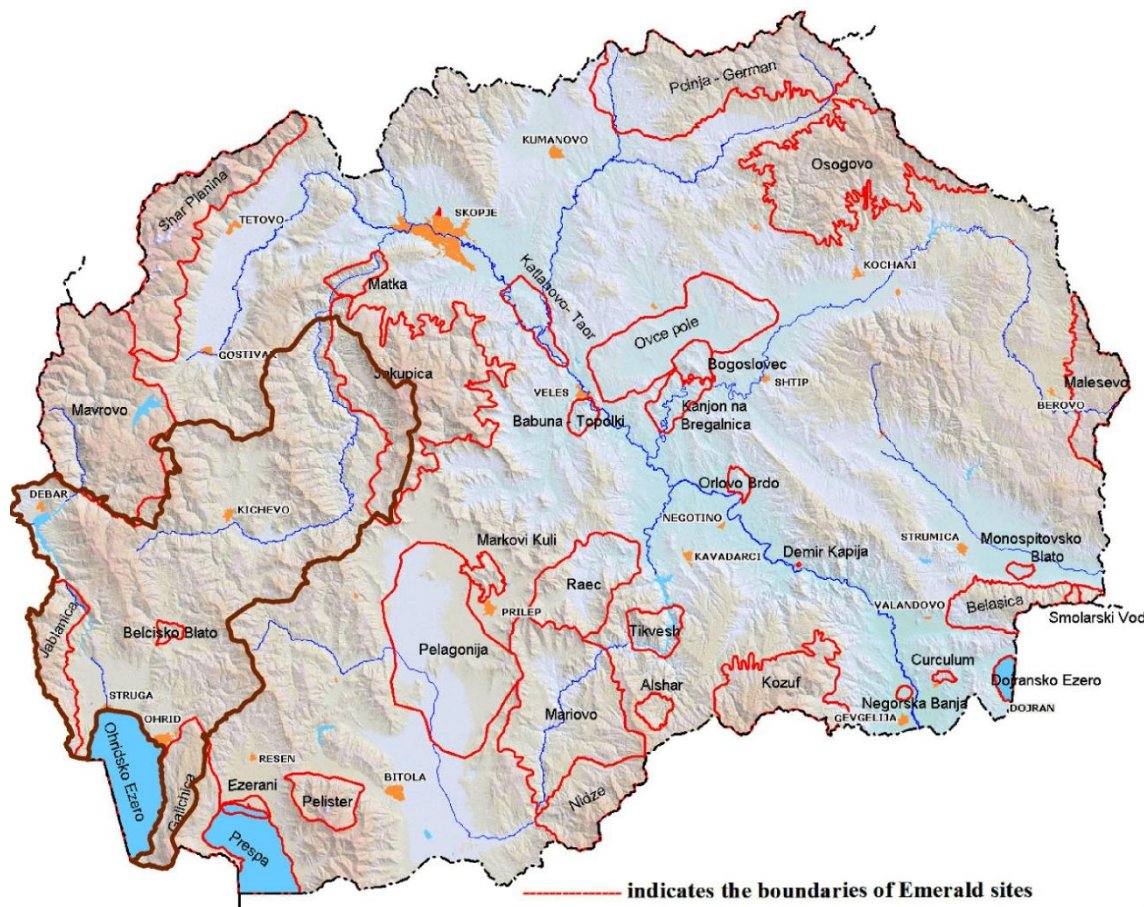 Pcinja - German
KUMANOVO
Osogovo
Shar Planina
TETOVO
SKOPJE
KOCHANI
Katlanovo- Taor
Matka
Ovce pole
GOSTIVAR
Jakupica
Bogoslovec
SHTIP
Malesevo
Mavrovo
VELES
BEROVO
Babuna - Topolki
Kanjon na
Bregalnica
DEBAR
KICHEVO
Orlovo Brdo
NEGOTINO
Markovi Kuli
Demir Kapija
STRUMICA
Monospitovsko
Blato
KAVADARCI
Raec
PRILEP
VALANDOVO
Belasica
Smolarski Vod
Jablanica
Belcisko Blato
Tikvesh
Pelagonija
Curculum
Alshar
Kozuf
Dojransko Ezero
STRUGA
Mariovo
Negorska Banja
DOJRAN
OHRID
GEVGELIJA
Ohridsko Ezero
RESEN
Galichica
Ezerani
BITOLA
Pelister
Nidze
Prespa
indicates the boundaries of Emerald sites